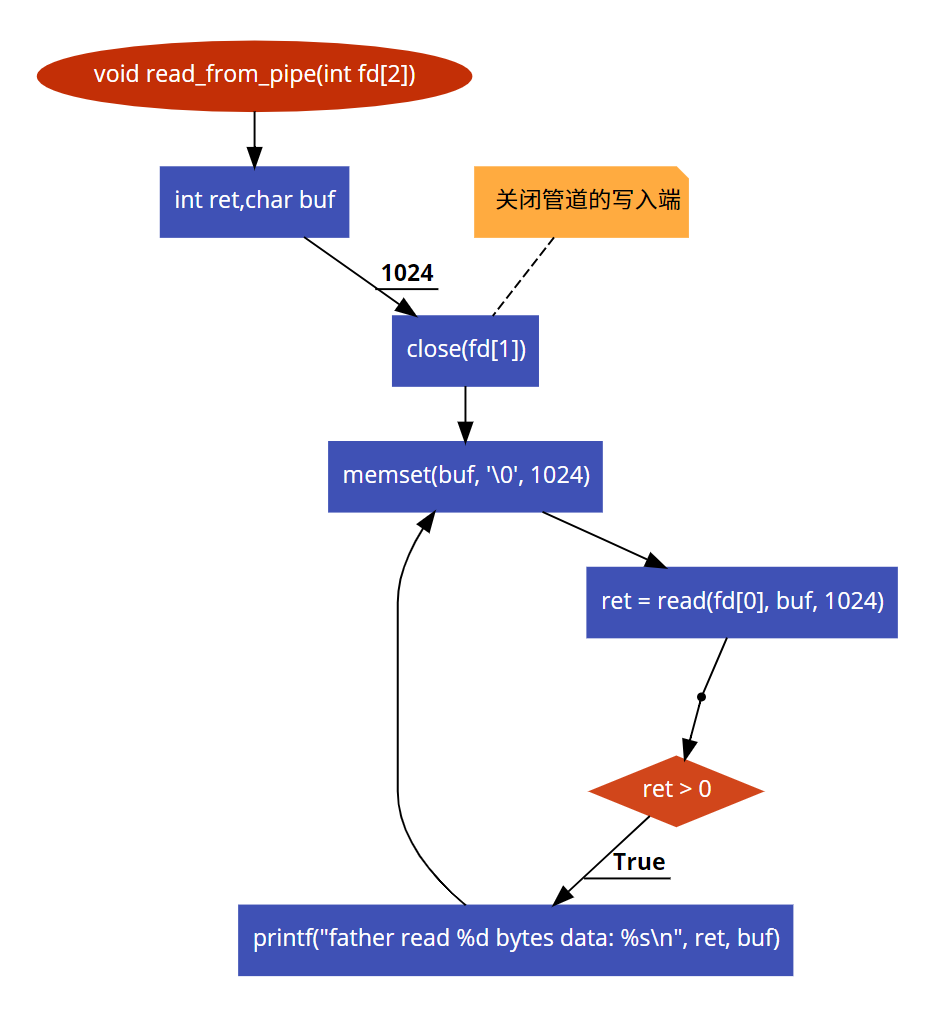 void read_from_pipe(int fd[2])
int ret,char buf
关闭管道的写入端
1024
close(fd[1])
memset(buf, '\0', 1024)
ret = read(fd[0], buf, 1024)
ret > 0
True
printf("father read %d bytes data: %s\n", ret, buf)